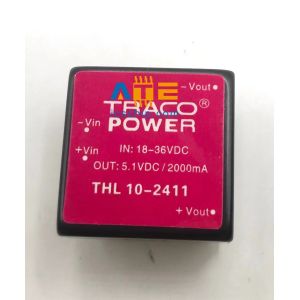 ATE
-Vout
TRACO®
-Vin
POWER
+Vin
IN: 18-36VDC
OUT: 5.1VDC / 2000mA
THL 10-2411
+Vout